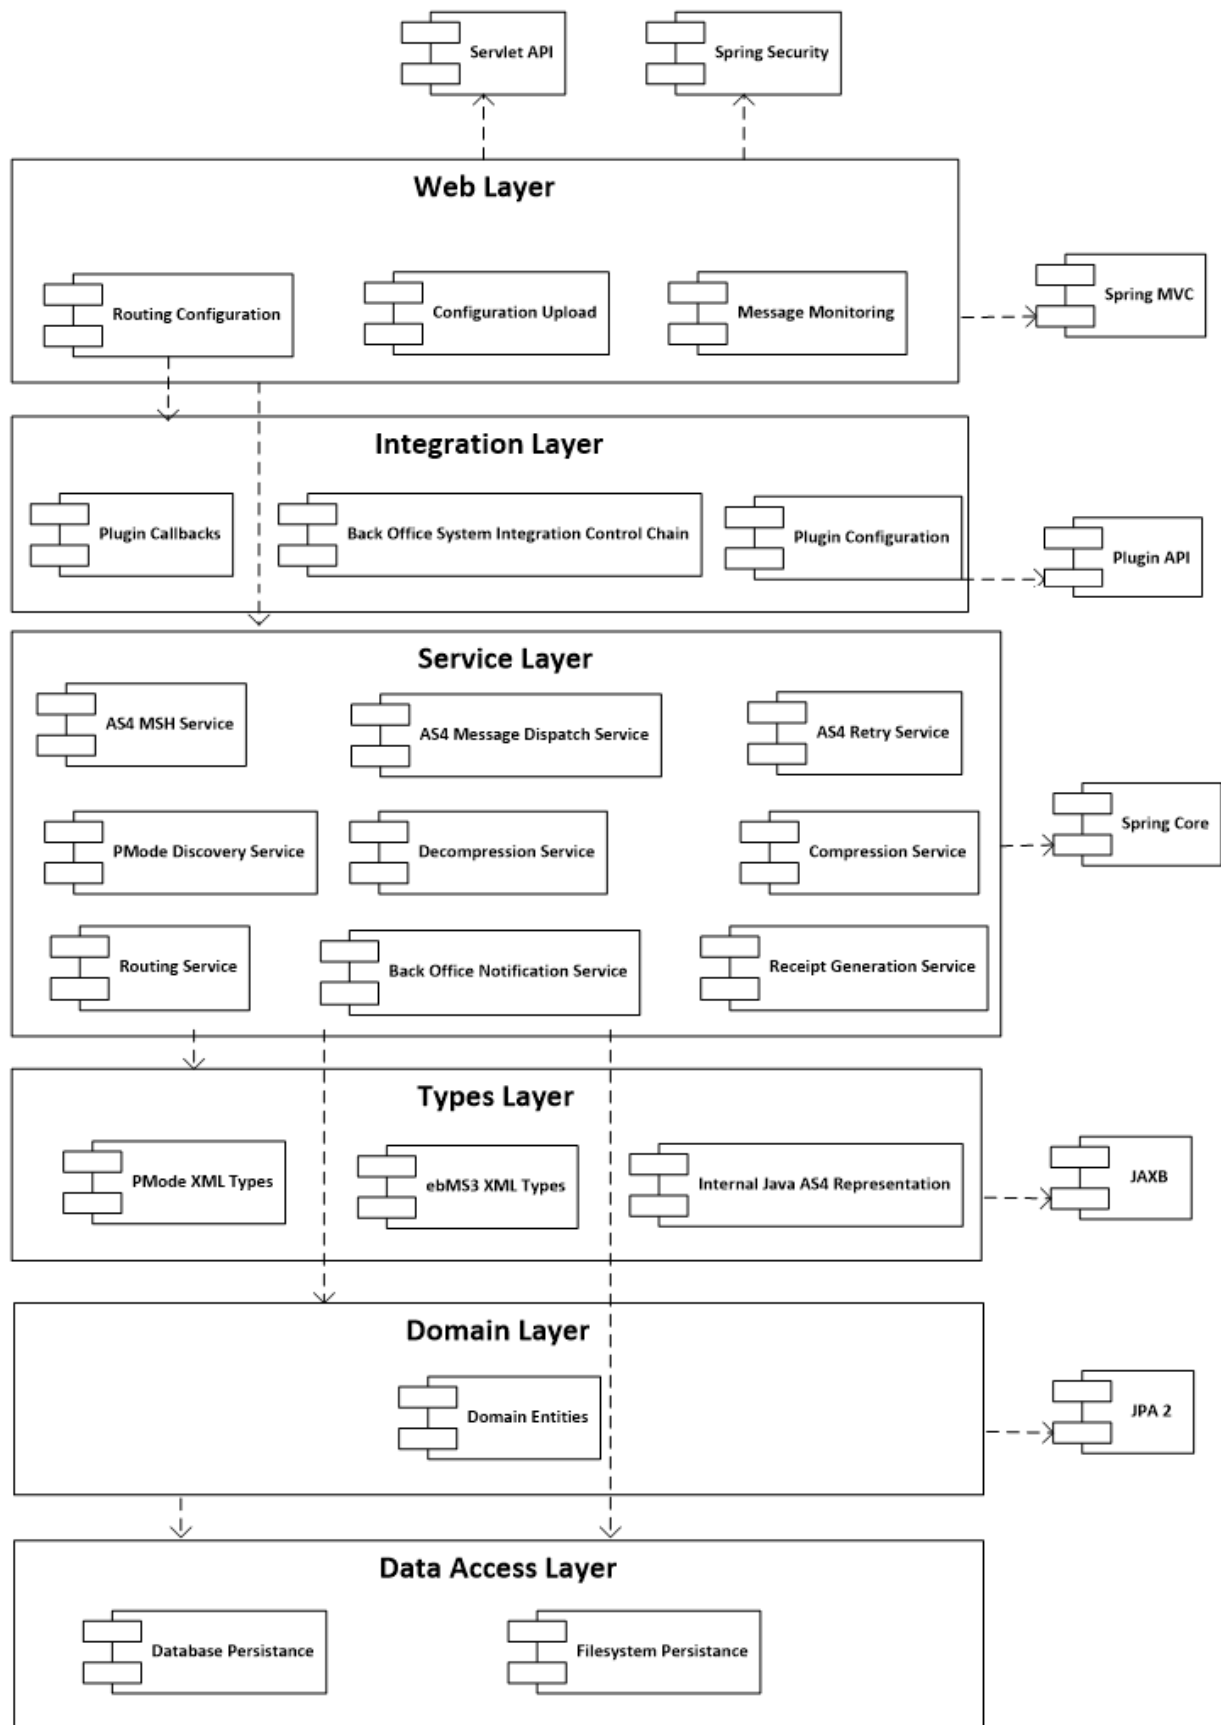 Servlet API
Spring Security
Web Layer
Routing Configuration
Configuration Upload
Message Monitoring
Spring MVC
Integration Layer
Plugin Callbacks
Back Office System Integration Control Chain
Plugin Configuration
Plugin API
Service Layer
AS4 MSH Service
AS4 Message Dispatch Service
AS4 Retry Service
PMode Discovery Service
Decompression Service
Compression Service
Spring Core
Routing Service
Back Office Notification Service
Receipt Generation Service
Types Layer
PMode XML Types
ebMS3 XML Types
Internal Java AS4 Representation
JAXB
Domain Layer
Domain Entities
JPA 2
Data Access Layer
Database Persistance
Filesystem Persistance